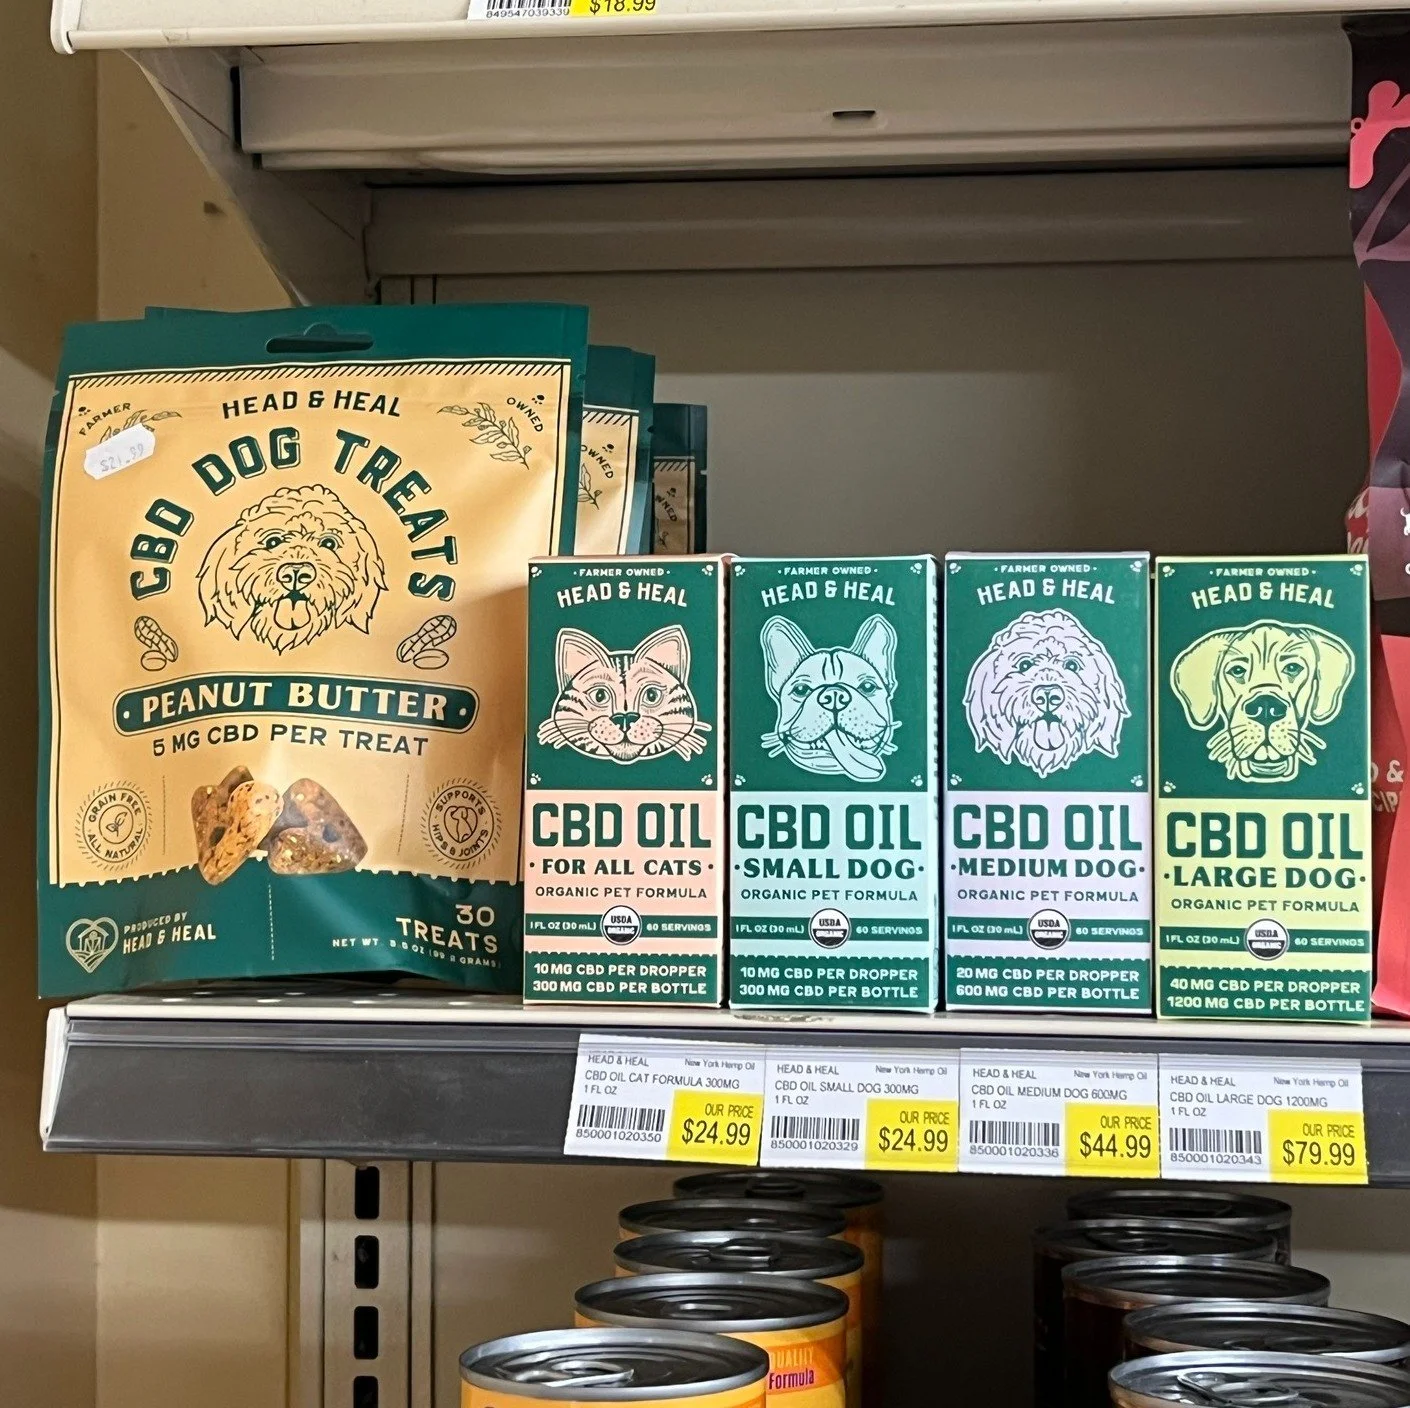 849547039339 $18.99
FARMER OWNED
HEAD & HEAL
$21.99
CBD DOG TREATS
PEANUT BUTTER
5 MG CBD PER TREAT
GRAIN FREE
ALL NATURAL
SUPPORTS
HIPS & JOINTS
PRODUCED BY
HEAD & HEAL
30
TREATS
OWNED
FARMER OWNED
HEAD & HEAL
CBD OIL
FOR ALL CATS
ORGANIC PET FORMULA
1 FL OZ (30 mL) USDA ORGANIC 60 SERVINGS
10 MG CBD PER DROPPER
300 MG CBD PER BOTTLE
FARMER OWNED
HEAD & HEAL
CBD OIL
SMALL DOG
ORGANIC PET FORMULA
1 FL OZ (30 mL) USDA ORGANIC 60 SERVINGS
10 MG CBD PER DROPPER
300 MG CBD PER BOTTLE
FARMER OWNED
HEAD & HEAL
CBD OIL
MEDIUM DOG
ORGANIC PET FORMULA
1 FL OZ (30 mL) USDA ORGANIC 60 SERVINGS
20 MG CBD PER DROPPER
600 MG CBD PER BOTTLE
FARMER OWNED
HEAD & HEAL
CBD OIL
LARGE DOG
ORGANIC PET FORMULA
1 FL OZ (30 mL) USDA ORGANIC 60 SERVINGS
40 MG CBD PER DROPPER
1200 MG CBD PER BOTTLE
HEAD & HEAL New York Hemp Oil
CBD OIL CAT FORMULA 300MG
1 FL OZ
OUR PRICE
850001020350 $24.99
HEAD & HEAL New York Hemp Oil
CBD OIL SMALL DOG 300MG
1 FL OZ
OUR PRICE
850001020329 $24.99
HEAD & HEAL New York Hemp Oil
CBD OIL MEDIUM DOG 600MG
1 FL OZ
OUR PRICE
850001020336 $44.99
HEAD & HEAL New York Hemp Oil
CBD OIL LARGE DOG 1200MG
1 FL OZ
OUR PRICE
850001020343 $79.99
Formula